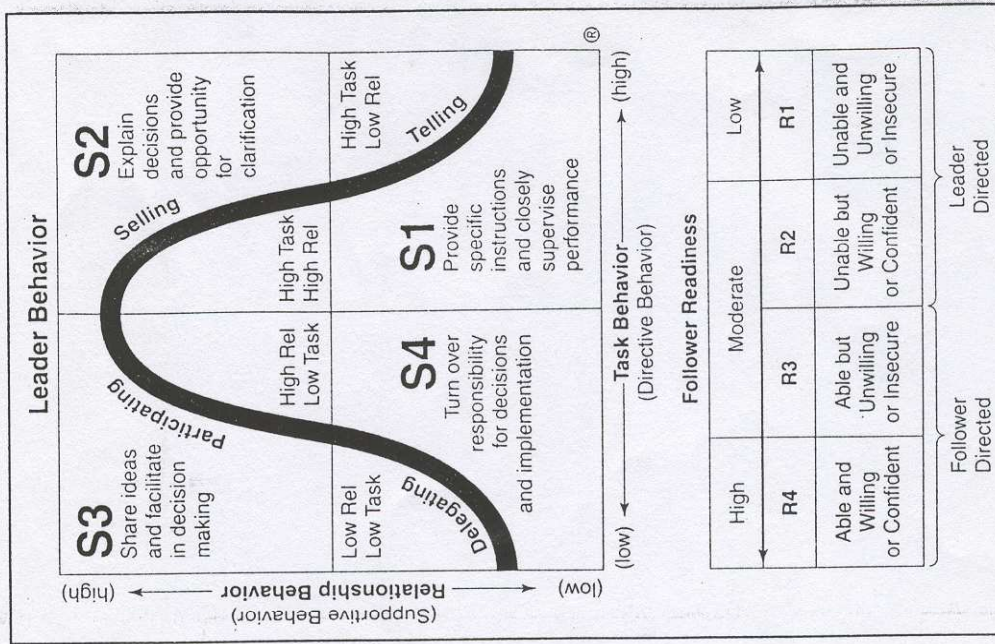 Leader Behavior
S3
Share ideas
and facilitate
in decision
making
Participating
High Rel
Low Task
Selling
S2
Explain
decisions
and provide
opportunity
for
clarification
High Task
High Rel
Low Rel
Low Task
Delegating
S4
Turn over
responsibility
for decisions
and implementation
S1
Provide
specific
instructions
and closely
supervise
performance
High Task
Low Rel
Telling
®
(high)
Relationship Behavior
(Supportive Behavior)
(low)
(low) Task Behavior (high)
(Directive Behavior)
Follower Readiness
High Moderate Low
R4 R3 R2 R1
Able and
Willing
or Confident
Able but
Unwilling
or Insecure
Unable but
Willing
or Confident
Unable and
Unwilling
or Insecure
Follower
Directed
Leader
Directed